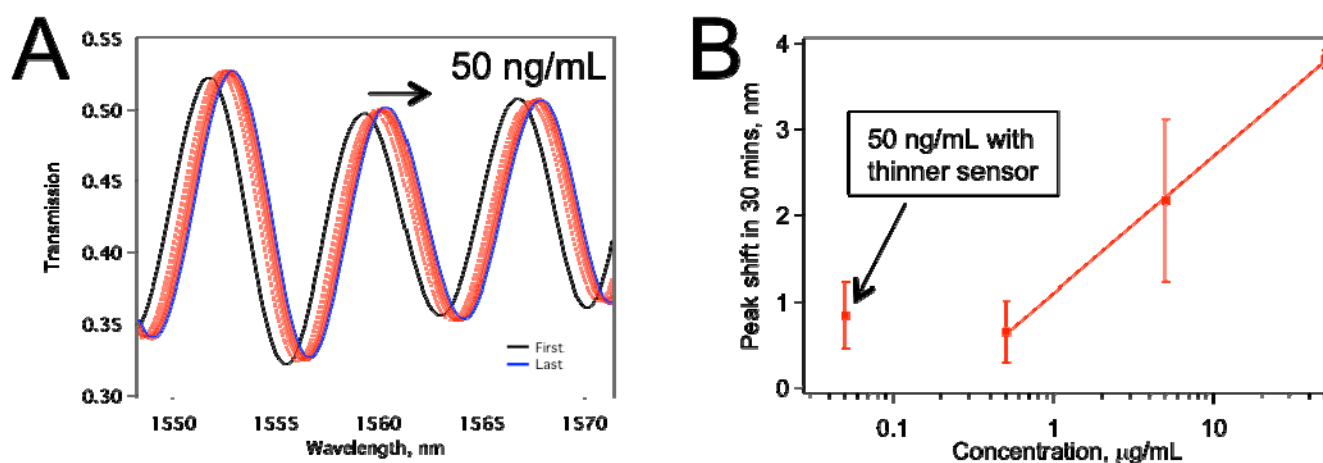 A
0.55
0.50
0.45
0.40
0.35
0.30
Transmission
50 ng/mL
First
Last
1550
1555
1560
1565
1570
Wavelength, nm
B
4
3
2
1
0
Peak shift in 30 mins, nm
50 ng/mL with
thinner sensor
0.1
1
10
Concentration, μg/mL